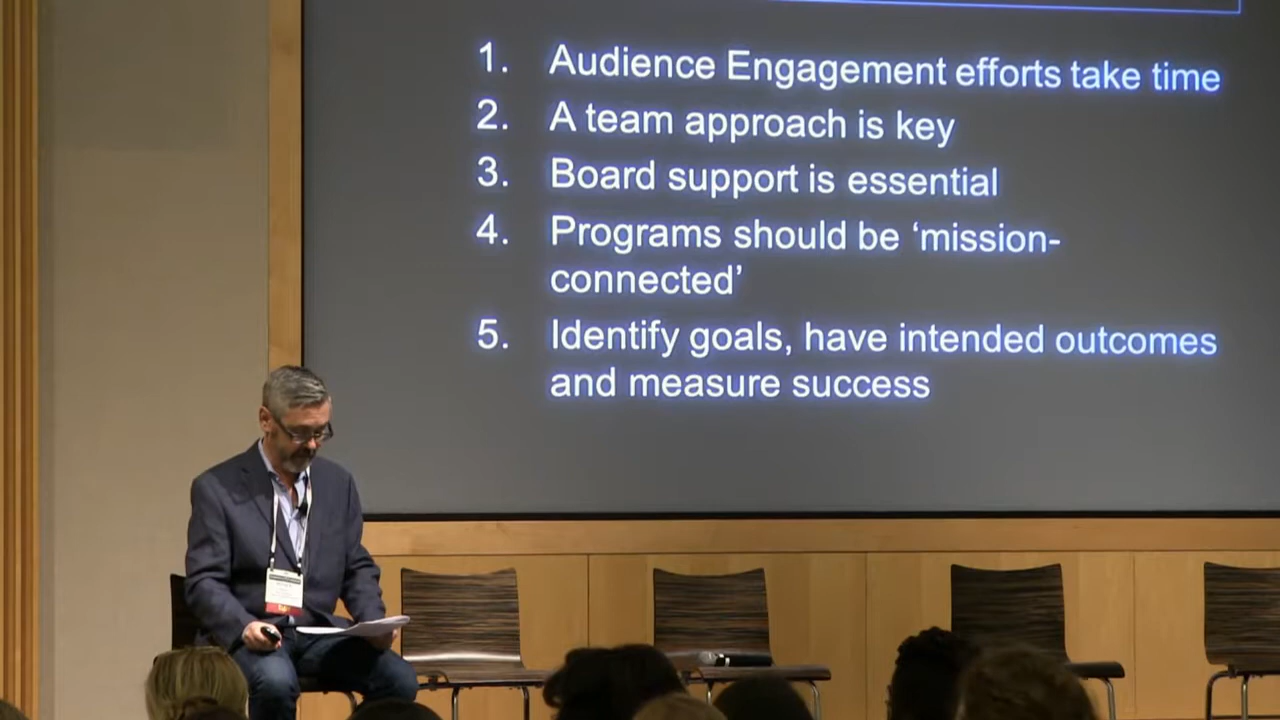 1. Audience Engagement efforts take time
2. A team approach is key
3. Board support is essential
4. Programs should be ‘mission-
connected’
5. Identify goals, have intended outcomes
and measure success